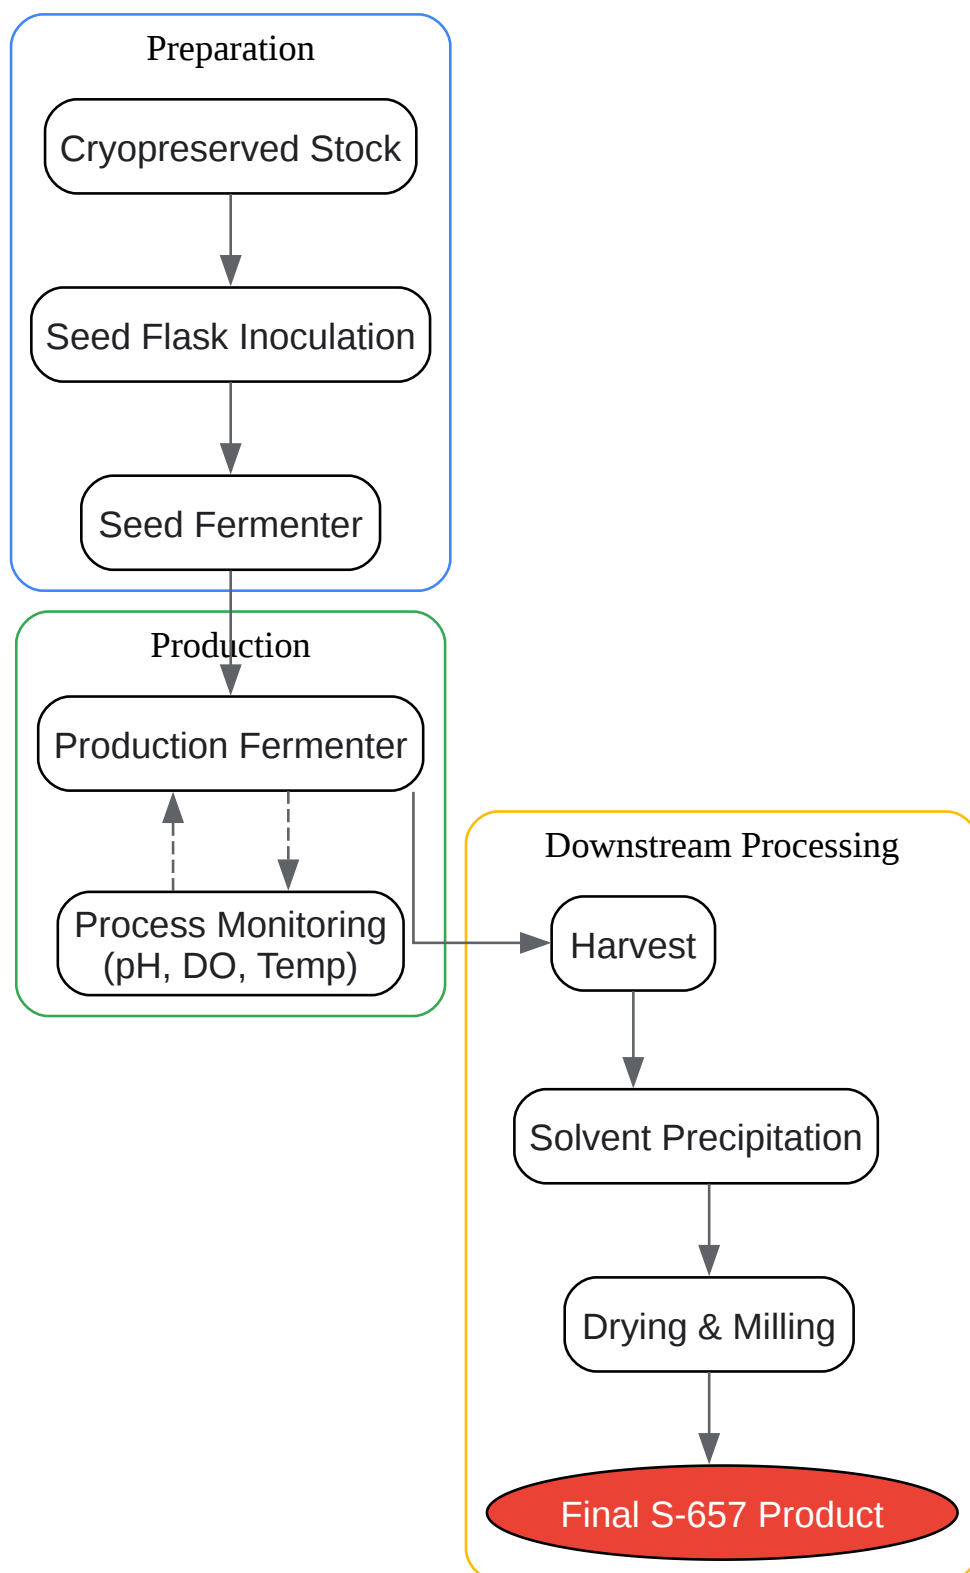 Preparation
Cryopreserved Stock
Seed Flask Inoculation
Seed Fermenter
Production
Production Fermenter
Process Monitoring
(pH, DO, Temp)
Downstream Processing
Harvest
Solvent Precipitation
Drying & Milling
Final S-657 Product